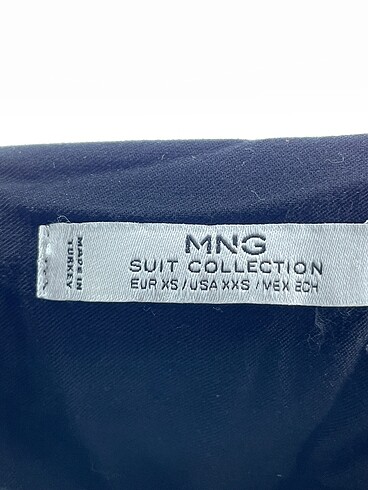 MNG
SUIT COLLECTION
EUR XS / USA XXS / MEX ECH
MADE IN
TURKEY